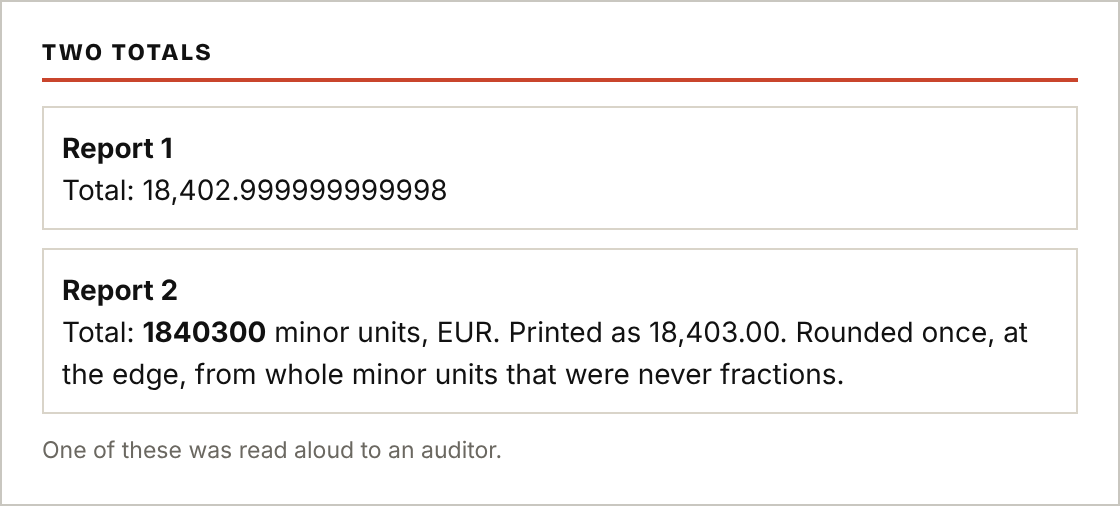 TWO TOTALS
Report 1
Total: 18,402.999999999998
Report 2
Total: 1840300 minor units, EUR. Printed as 18,403.00. Rounded once, at
the edge, from whole minor units that were never fractions.
One of these was read aloud to an auditor.